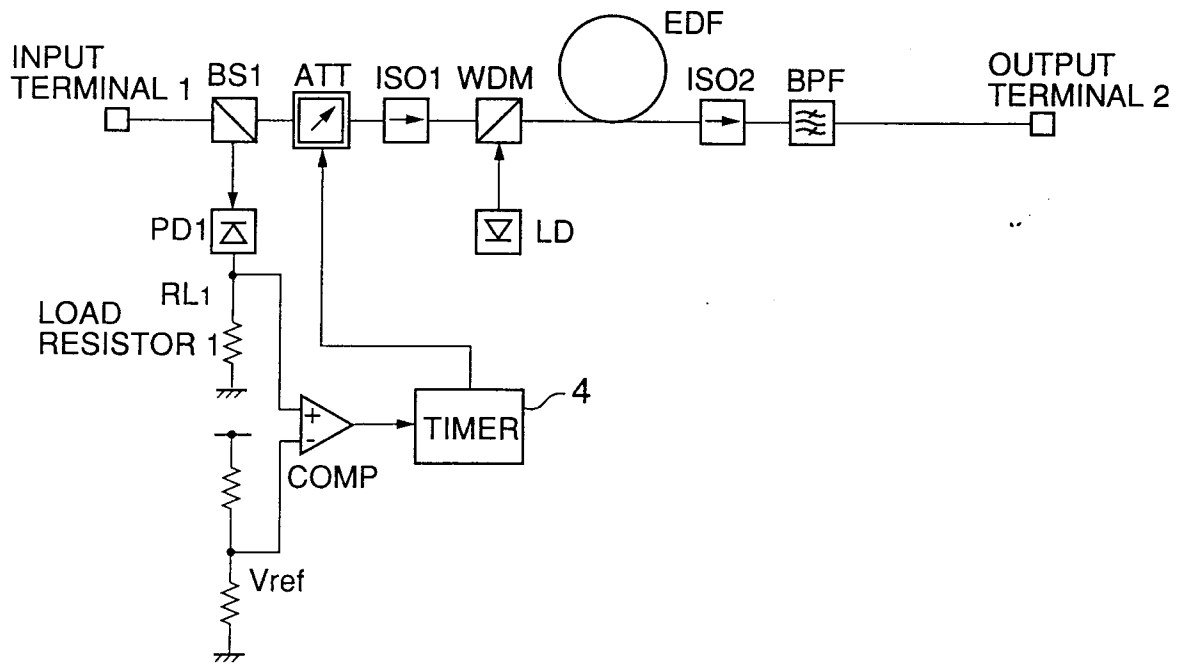 INPUT
TERMINAL 1
BS1
ATT
ISO1
WDM
EDF
ISO2
BPF
OUTPUT
TERMINAL 2
PD1
LD
RL1
LOAD
RESISTOR 1
+
-
COMP
TIMER
4
Vref